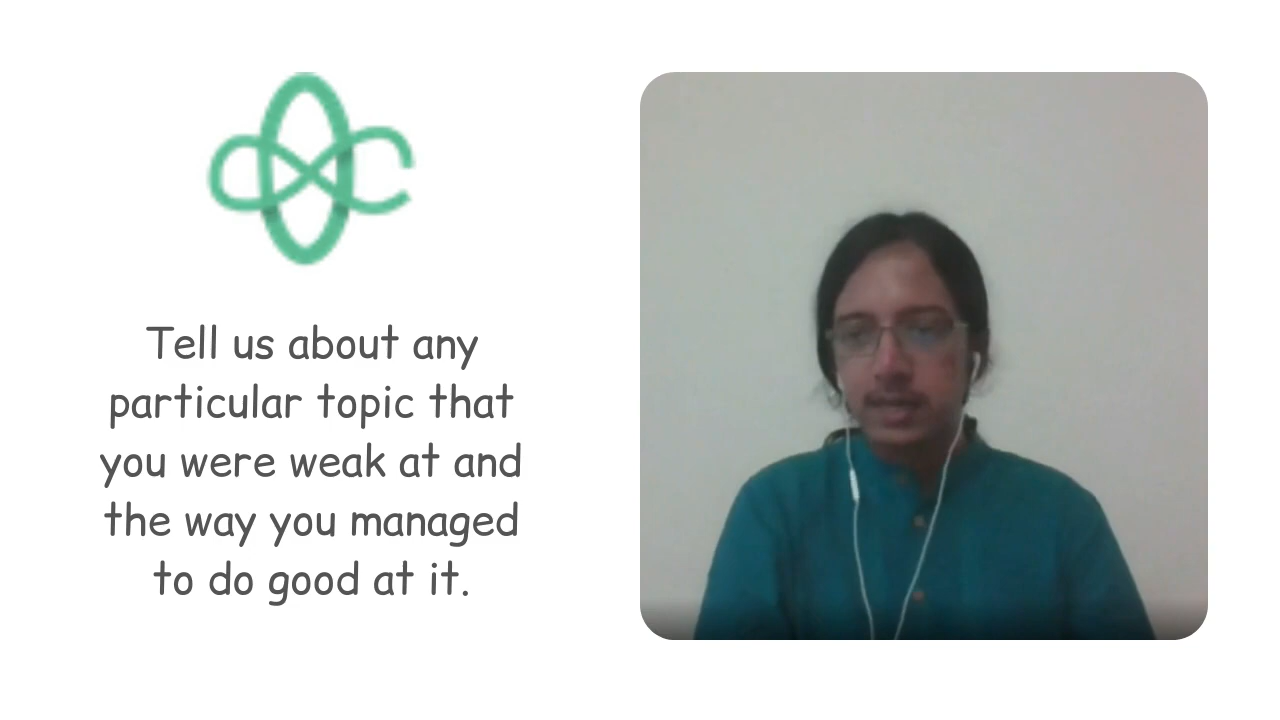 Tell us about any
particular topic that
you were weak at and
the way you managed
to do good at it.